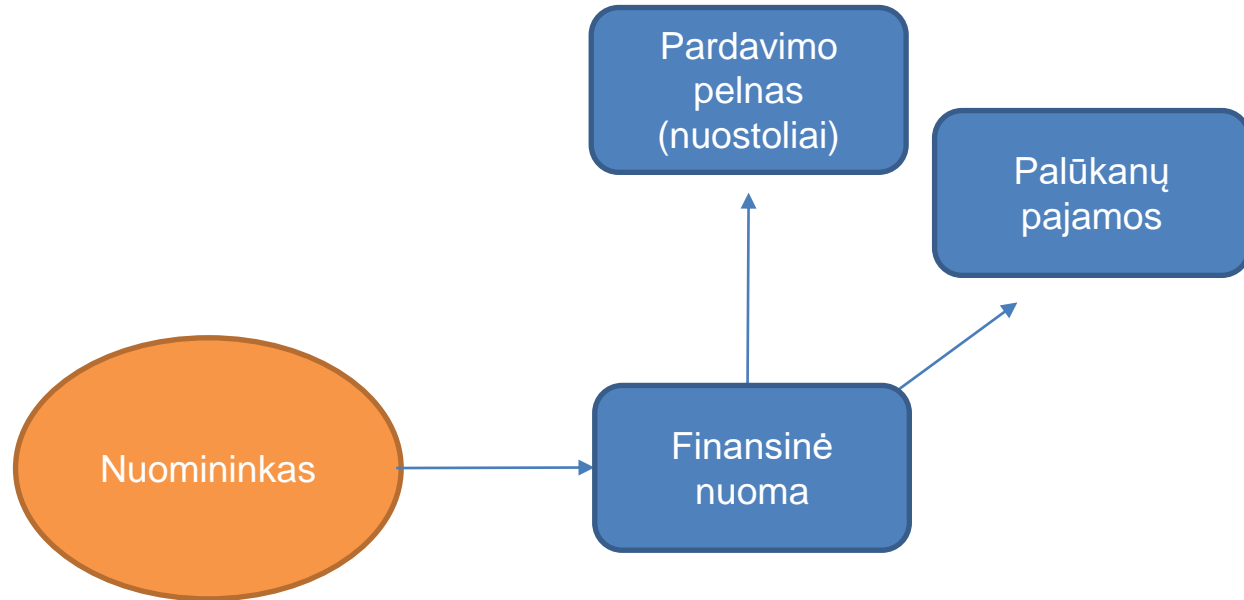 Pardavimo
pelnas
(nuostoliai)
Palūkanų
pajamos
Nuomininkas
Finansinė
nuoma